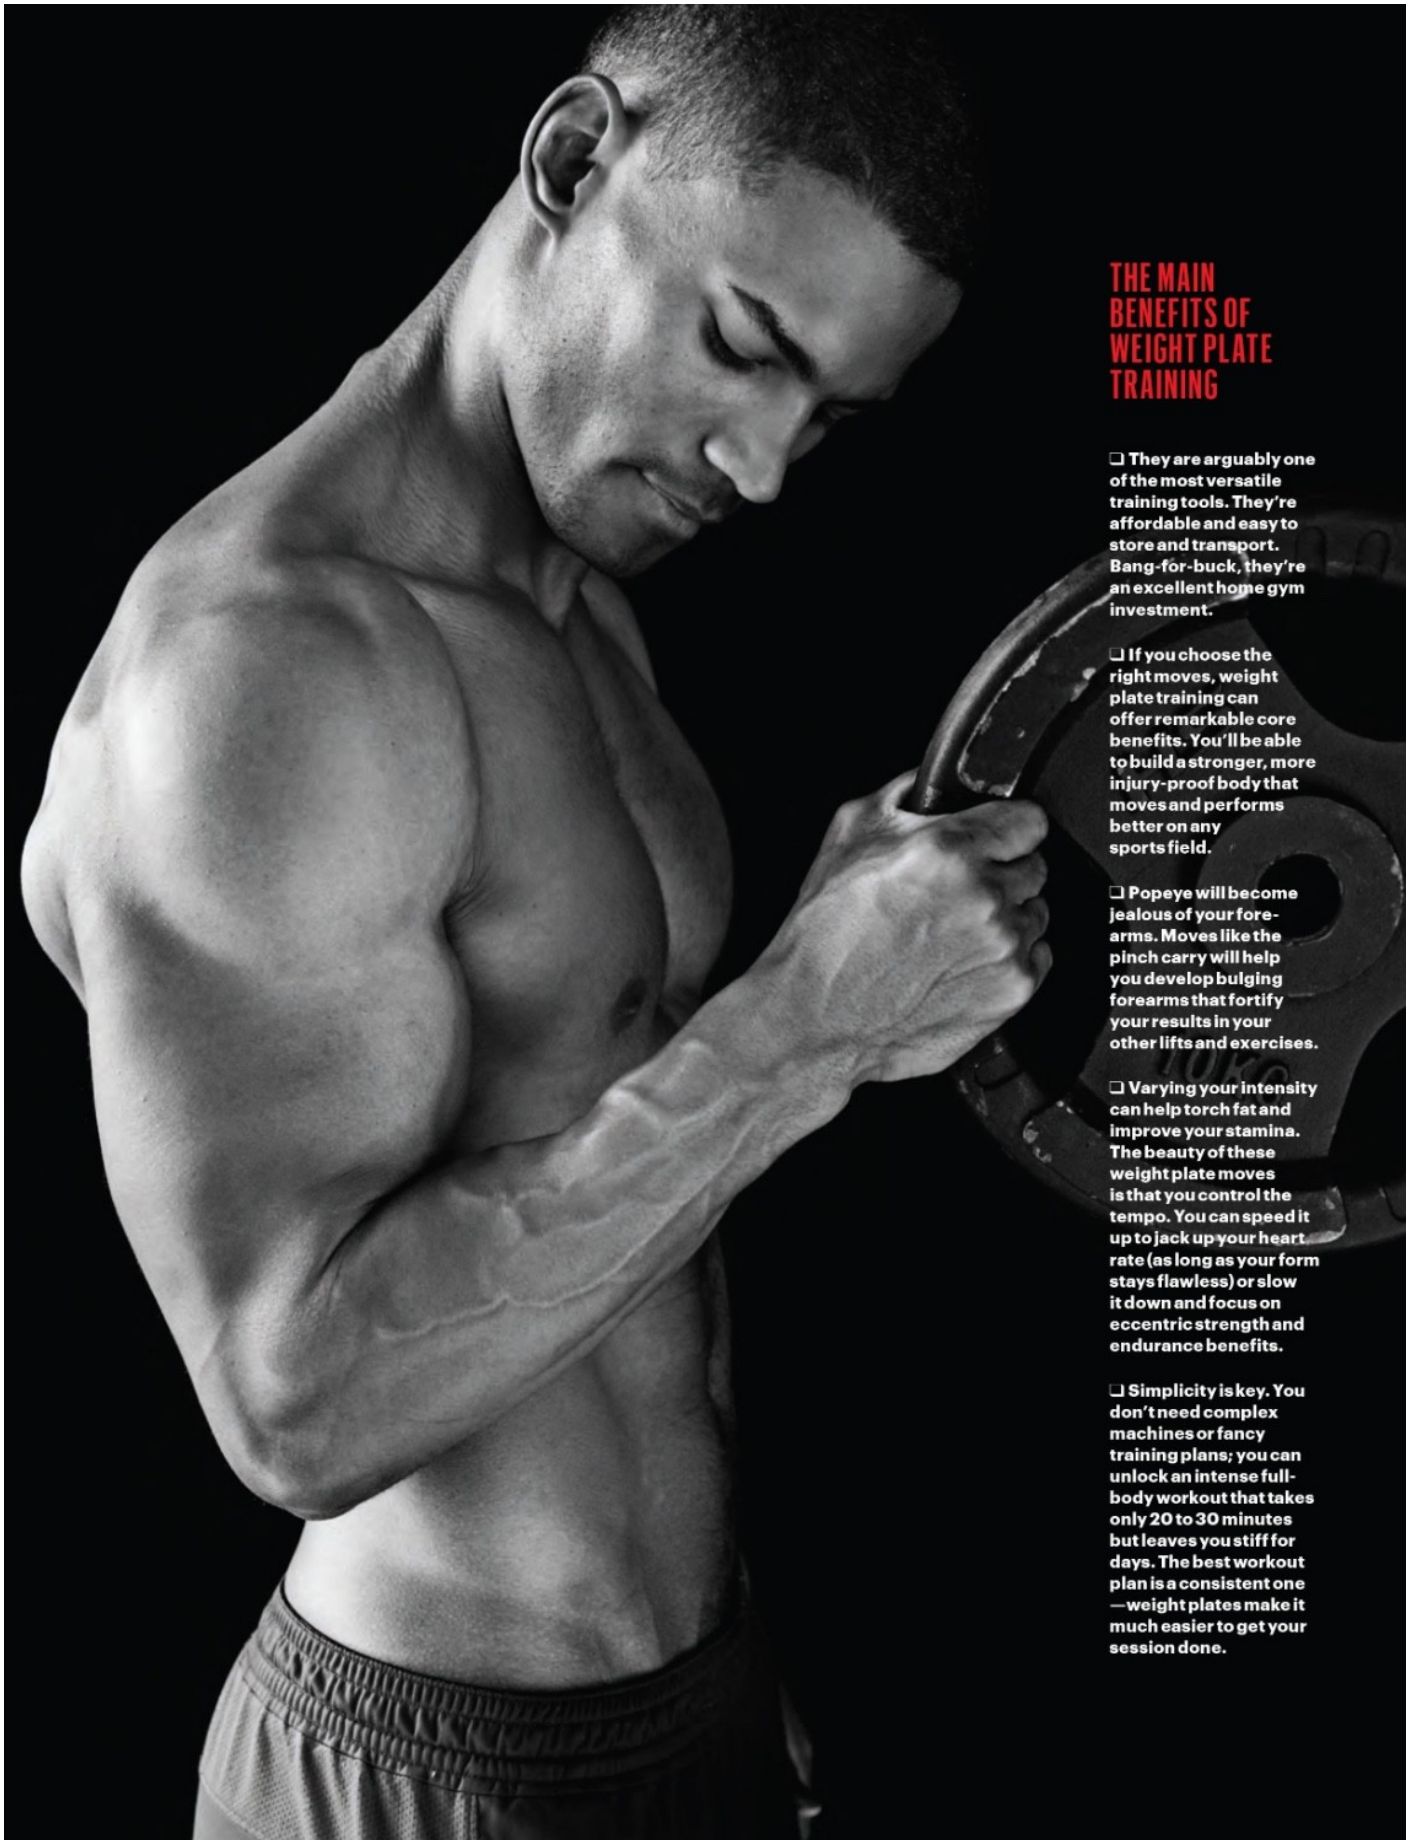 THE MAIN
BENEFITS OF
WEIGHT PLATE
TRAINING
❏ They are arguably one
of the most versatile
training tools. They’re
affordable and easy to
store and transport.
Bang-for-buck, they’re
an excellent home gym
investment.
❏ If you choose the
right moves, weight
plate training can
offer remarkable core
benefits. You’ll be able
to build a stronger, more
injury-proof body that
moves and performs
better on any
sports field.
❏ Popeye will become
jealous of your fore-
arms. Moves like the
pinch carry will help
you develop bulging
forearms that fortify
your results in your
other lifts and exercises.
10KG
❏ Varying your intensity
can help torch fat and
improve your stamina.
The beauty of these
weight plate moves
is that you control the
tempo. You can speed it
up to jack up your heart
rate (as long as your form
stays flawless) or slow
it down and focus on
eccentric strength and
endurance benefits.
❏ Simplicity is key. You
don’t need complex
machines or fancy
training plans; you can
unlock an intense full-
body workout that takes
only 20 to 30 minutes
but leaves you stiff for
days. The best workout
plan is a consistent one
—weight plates make it
much easier to get your
session done.